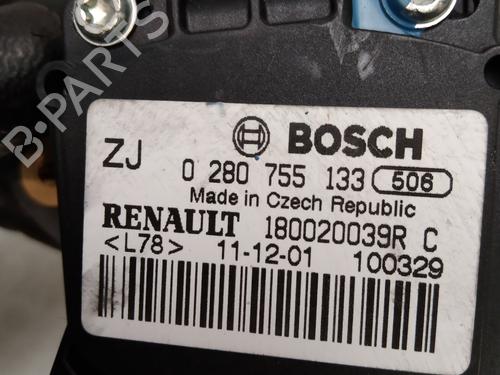 BOSCH
ZJ 0 280 755 133 506
Made in Czech Republic
RENAULT 180020039R C
<L78> 11-12-01 100329
B-PARTS